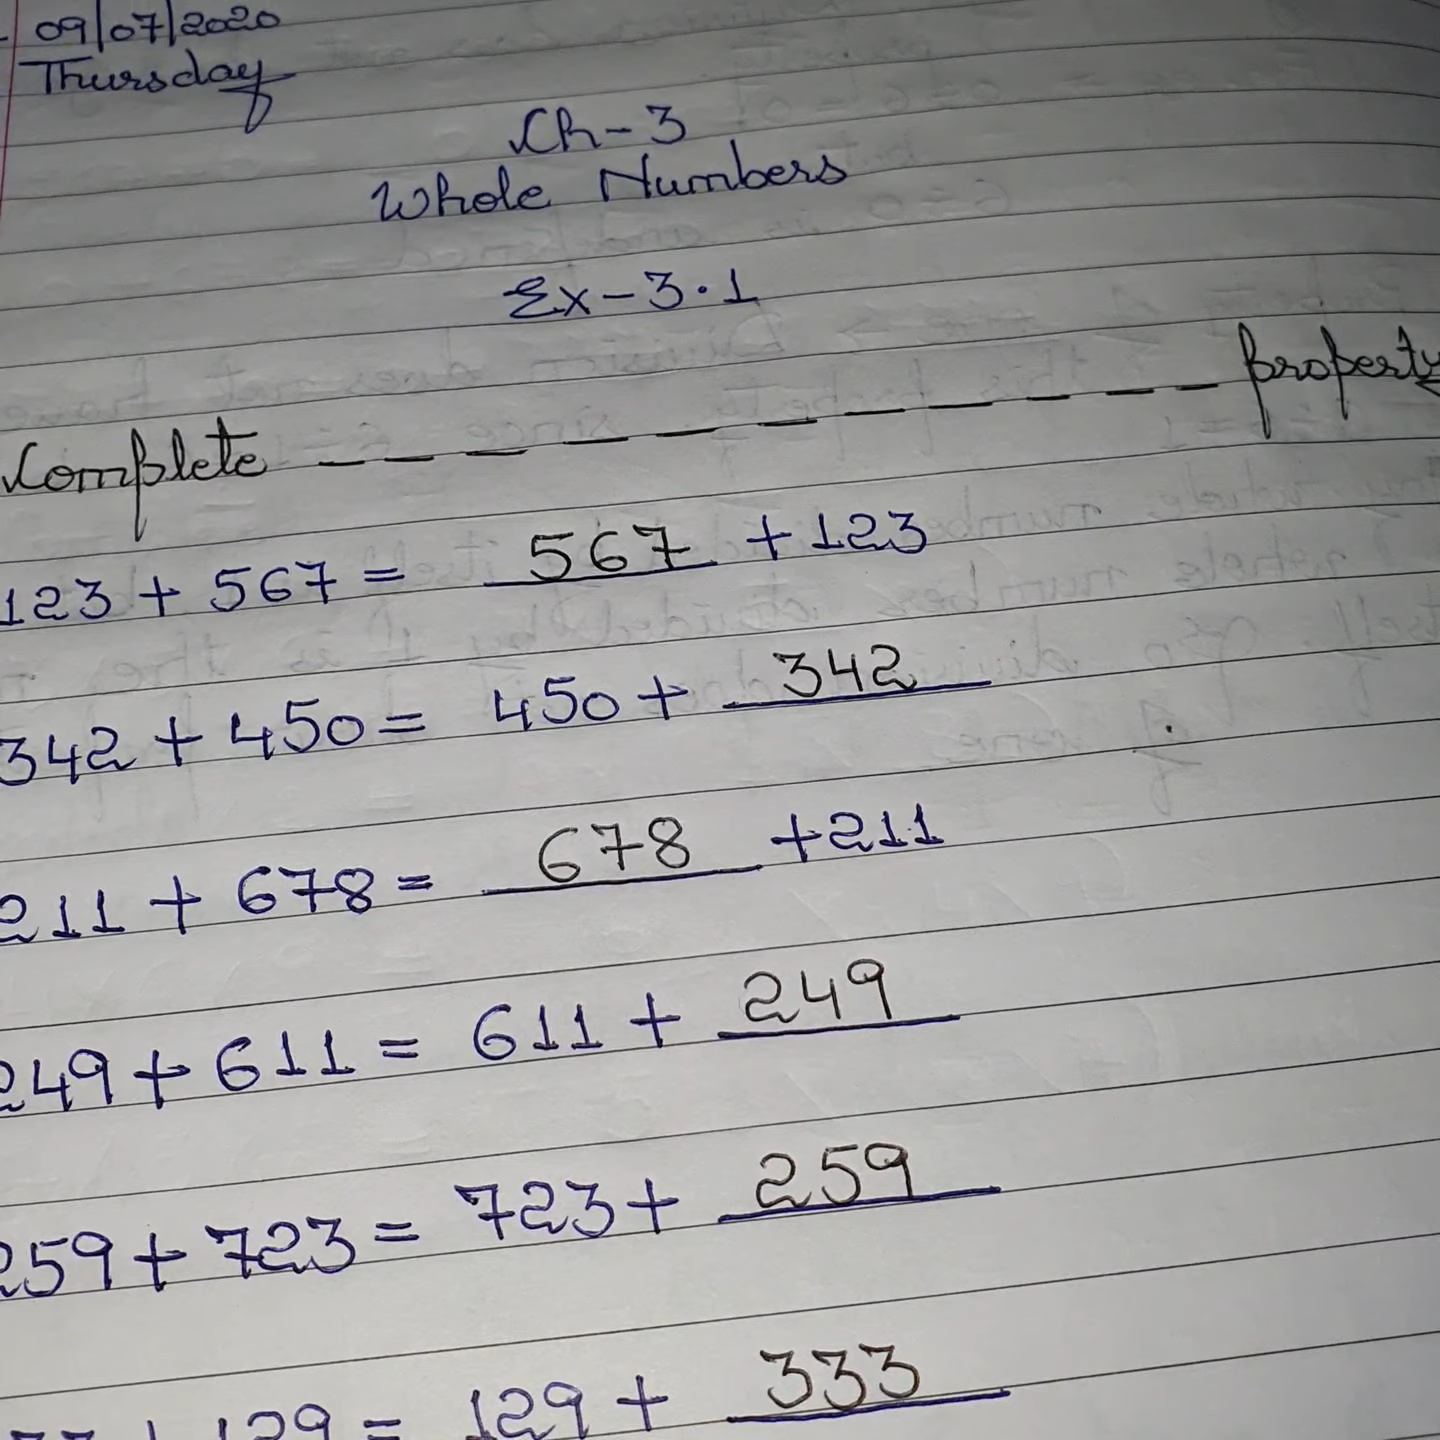 09/07/2020
Thursday
Ch-3
Whole Numbers
Ex-3.1
Complete _ _ _ _ _ _ _ _ _ _ property
123 + 567 = 567 + 123
342 + 450 = 450 + 342
211 + 678 = 678 + 211
249 + 611 = 611 + 249
259 + 723 = 723 + 259
+ 129 = 129 + 333